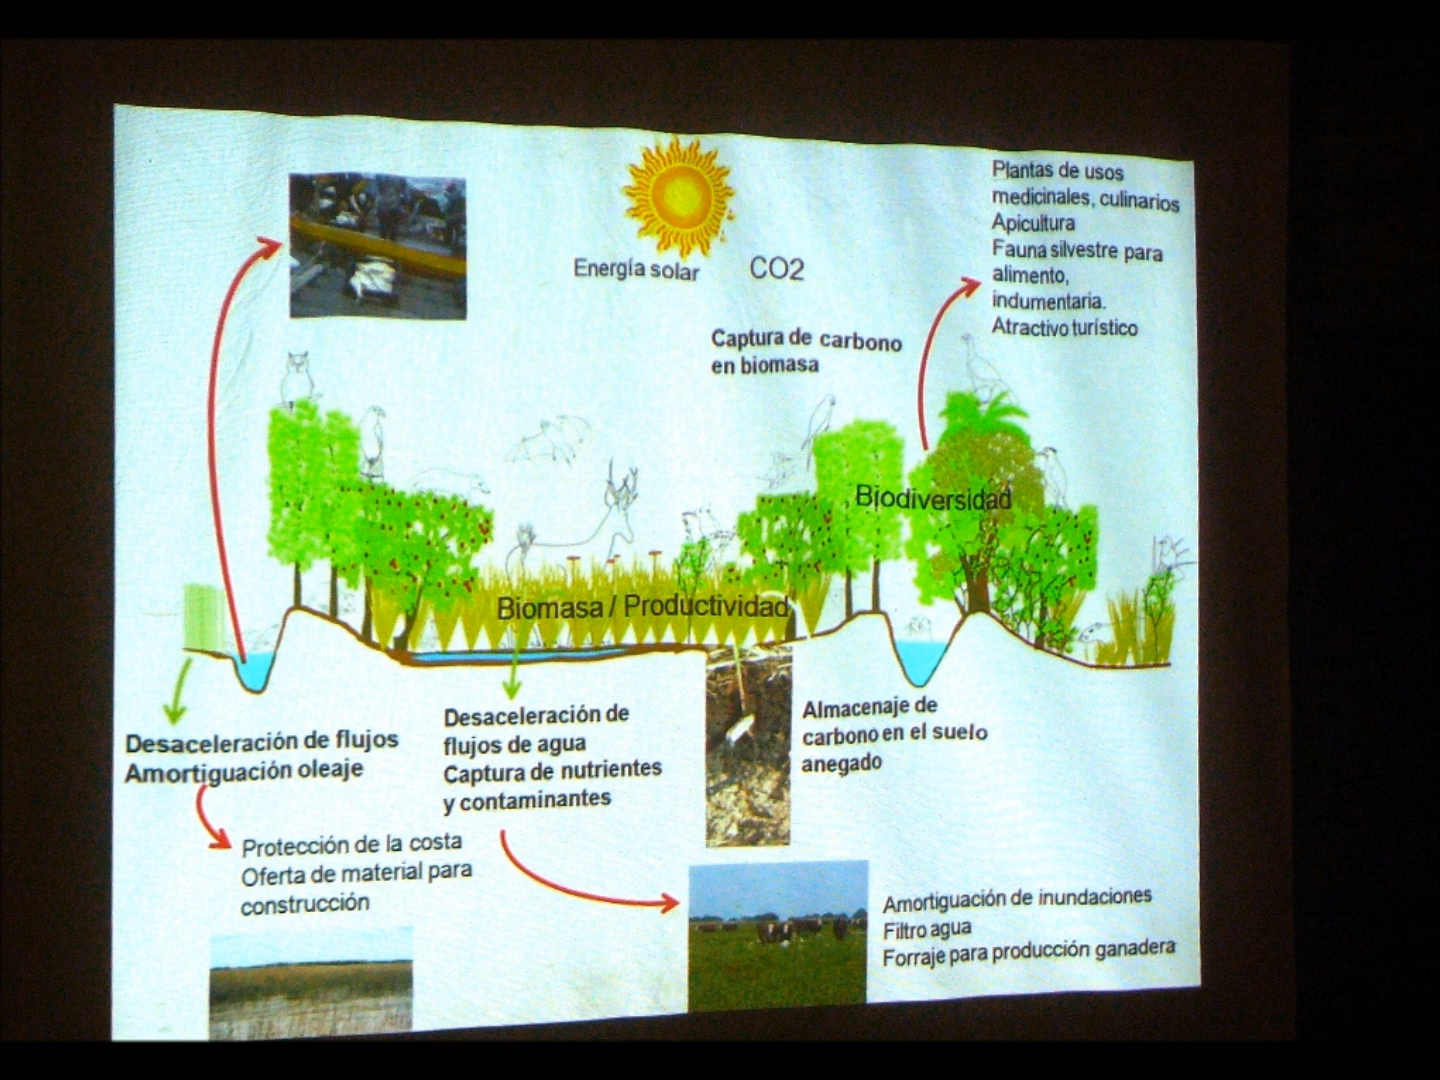 Energía solar
CO2
Plantas de usos
medicinales, culinarios
Apicultura
Fauna silvestre para
alimento,
indumentaria.
Atractivo turístico
Captura de carbono
en biomasa
Biodiversidad
Biomasa / Productividad
Desaceleración de flujos
Amortiguación oleaje
Desaceleración de
flujos de agua
Captura de nutrientes
y contaminantes
Almacenaje de
carbono en el suelo
anegado
Protección de la costa
Oferta de material para
construcción
Amortiguación de inundaciones
Filtro agua
Forraje para producción ganadera